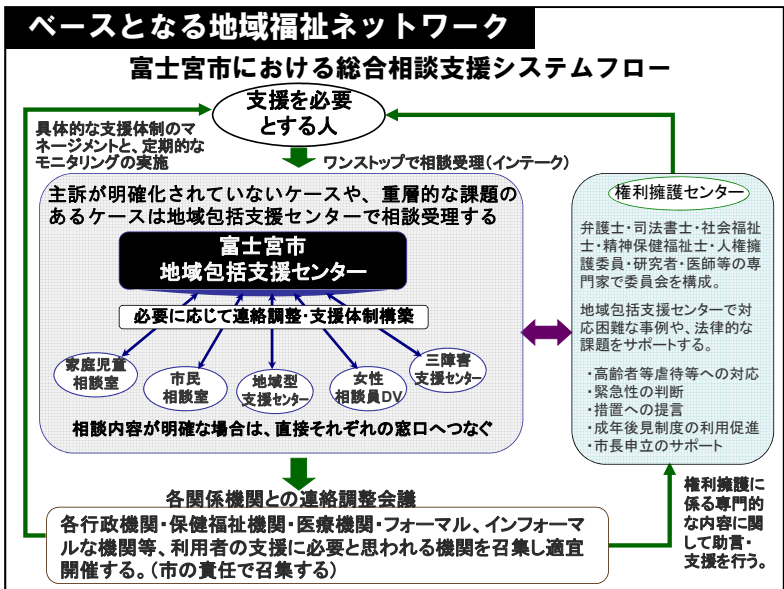 ベースとなる地域福祉ネットワーク
富士宮市における総合相談支援システムフロー
支援を必要
とする人
具体的な支援体制のマ
ネージメントと、定期的な
モニタリングの実施
ワンストップで相談受理(インテーク)
主訴が明確化されていないケースや、重層的な課題の
あるケースは地域包括支援センターで相談受理する
富士宮市
地域包括支援センター
必要に応じて連絡調整・支援体制構築
家庭児童
相談室
市民
相談室
地域型
支援センター
女性
相談員DV
三障害
支援センター
相談内容が明確な場合は、直接それぞれの窓口へつなぐ
権利擁護センター
弁護士・司法書士・社会福祉
士・精神保健福祉士・人権擁
護委員・研究者・医師等の専
門家で委員会を構成。
地域包括支援センターで対
応困難な事例や、法律的な
課題をサポートする。
・高齢者等虐待等への対応
・緊急性の判断
・措置への提言
・成年後見制度の利用促進
・市長申立のサポート
各関係機関との連絡調整会議
各行政機関・保健福祉機関・医療機関・フォーマル、インフォーマ
ルな機関等、利用者の支援に必要と思われる機関を召集し適宜
開催する。(市の責任で召集する)
権利擁護に
係る専門的
な内容に関
して助言・
支援を行う。